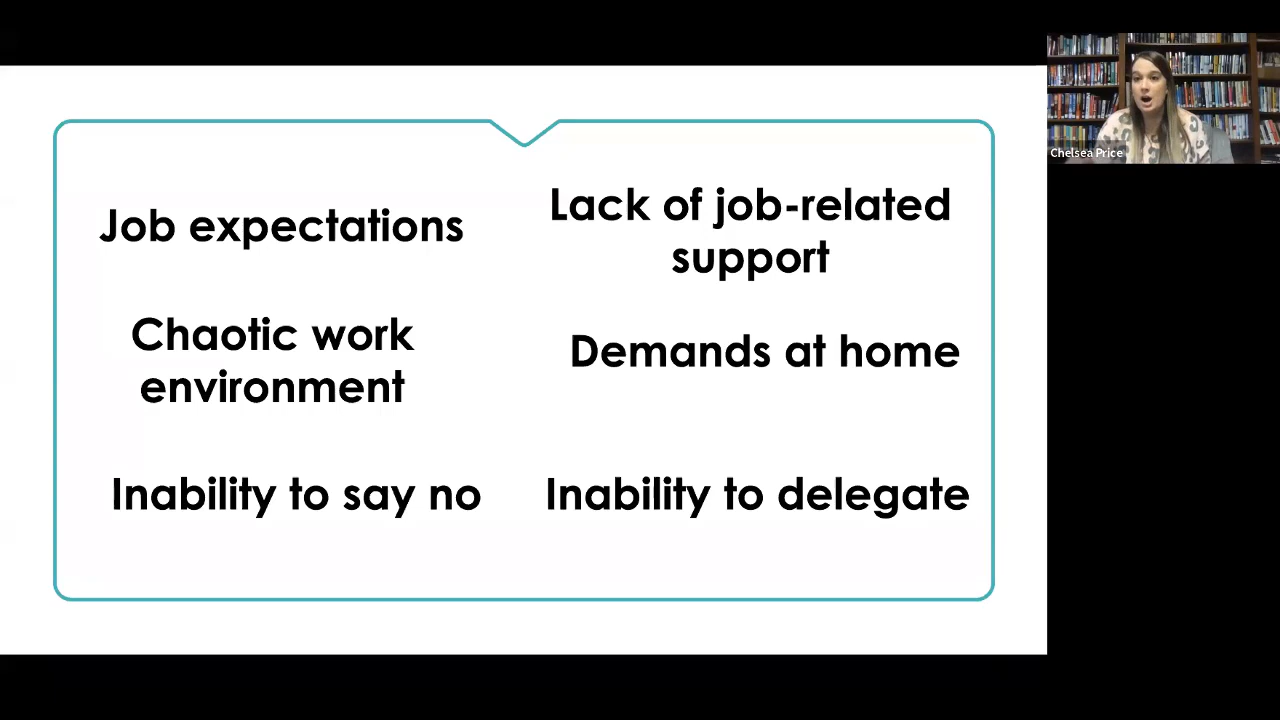 Job expectations
Lack of job-related
support
Chaotic work
environment
Demands at home
Inability to say no
Inability to delegate
Chelsea Price